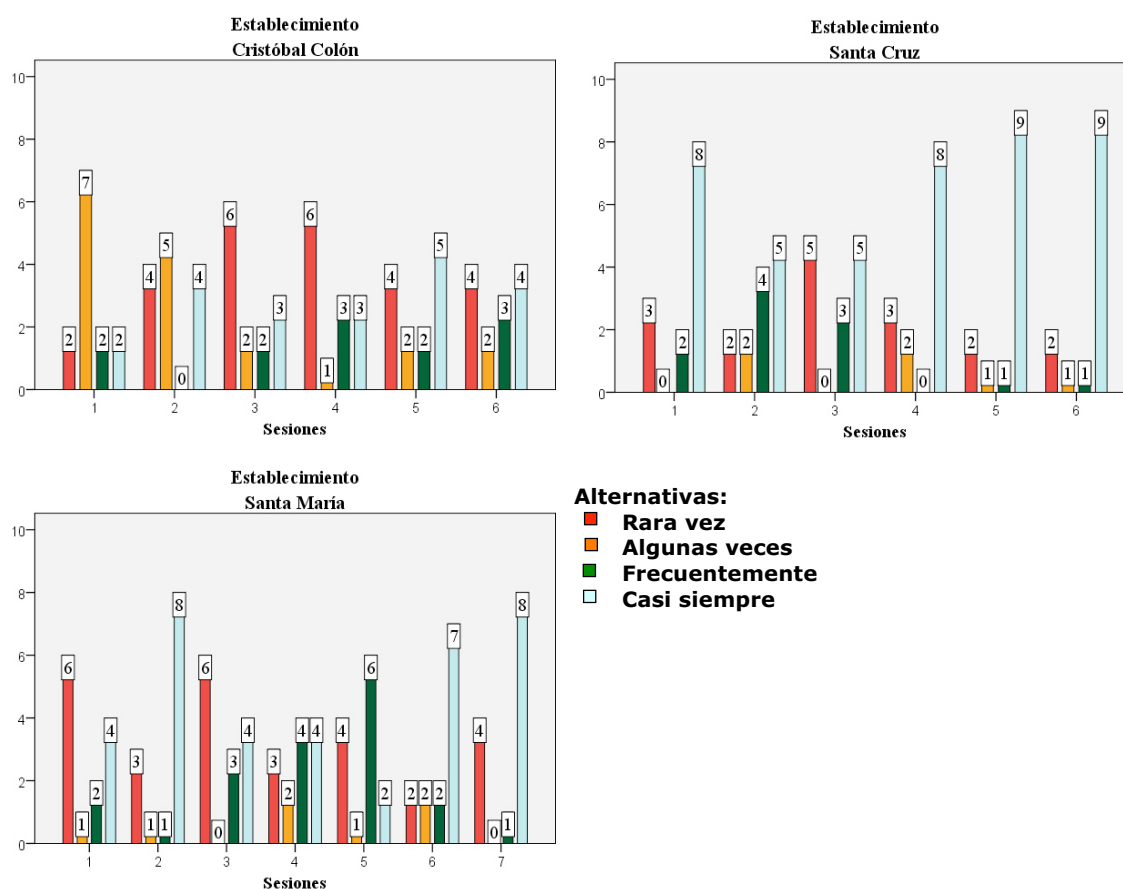 Establecimiento
Cristóbal Colón
10
8
6
4
2
0
2 7 2 2
4 5 0 4
6 2 2 3
6 1 3 3
4 2 2 5
4 2 3 4
1 2 3 4 5 6
Sesiones
Establecimiento
Santa Cruz
10
8
6
4
2
0
3 0 2 8
2 2 4 5
5 0 3 5
3 2 0 8
2 1 1 9
2 1 1 9
1 2 3 4 5 6
Sesiones
Establecimiento
Santa María
10
8
6
4
2
0
6 1 2 4
3 1 1 8
6 0 3 4
3 2 4 4
4 1 6 2
2 2 2 7
4 0 1 8
1 2 3 4 5 6 7
Sesiones
Alternativas:
Rara vez
Algunas veces
Frecuentemente
Casi siempre